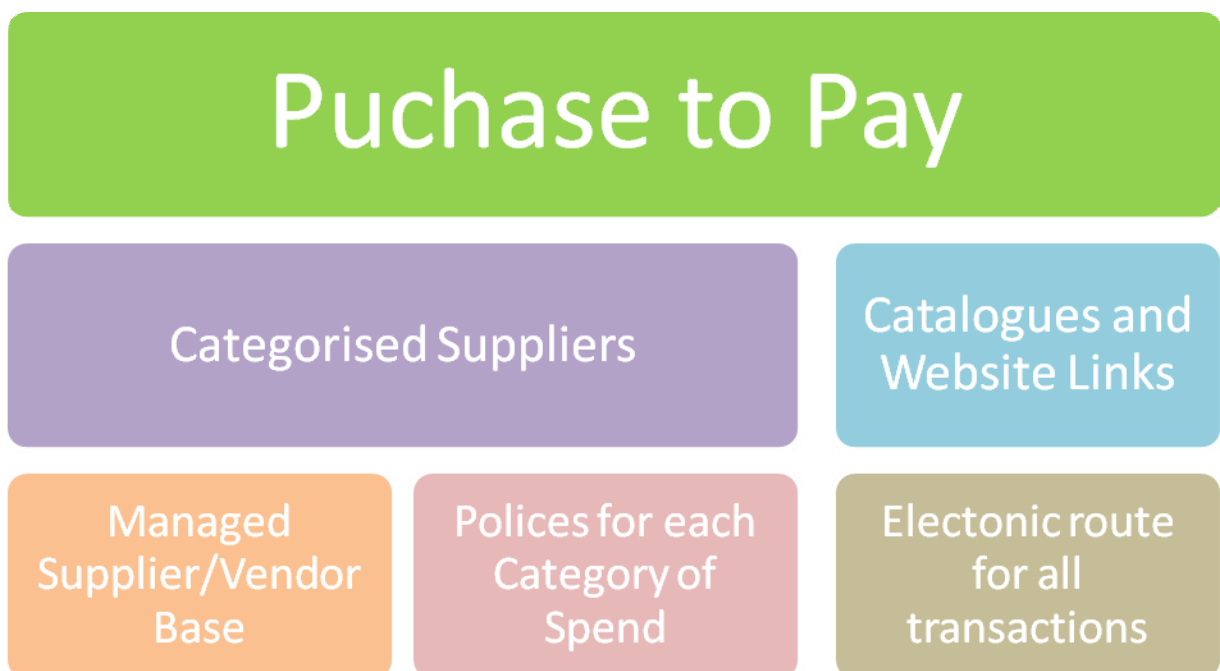 Puchase to Pay
Categorised Suppliers
Catalogues and
Website Links
Managed
Supplier/Vendor
Base
Polices for each
Category of
Spend
Electonic route
for all
transactions